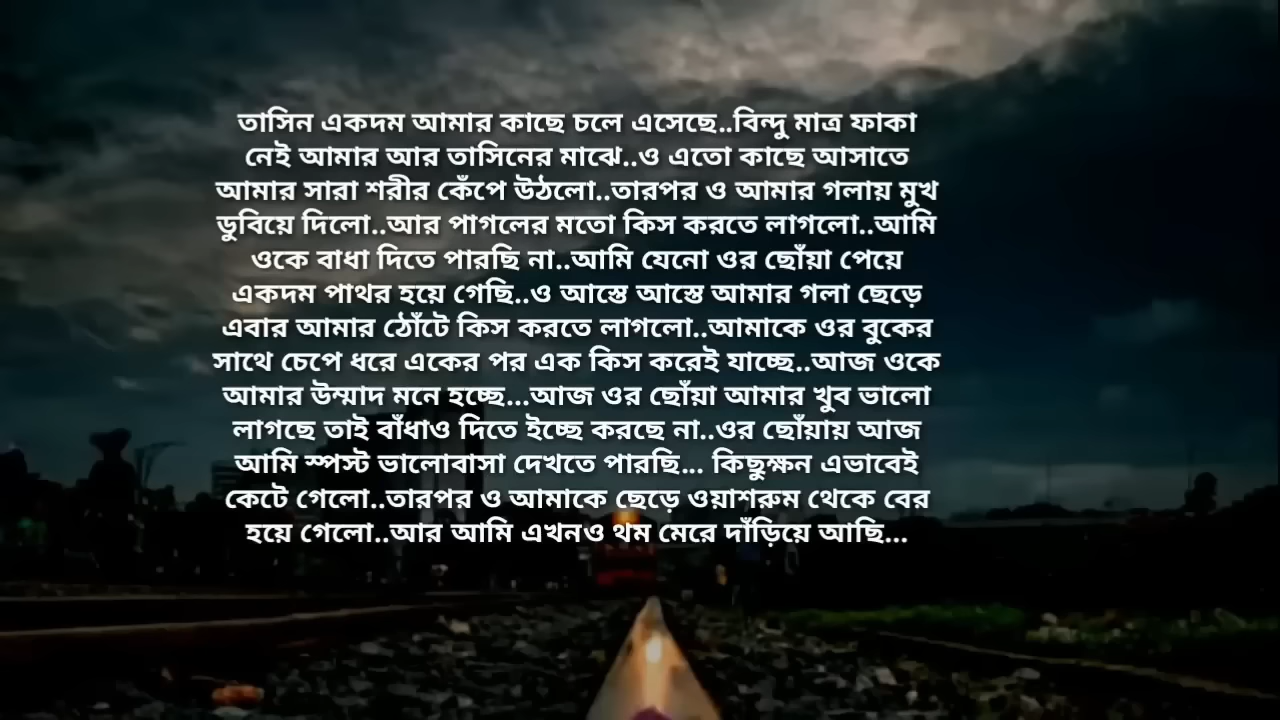 তাসিন একদম আমার কাছে চলে এসেছে..বিন্দু মাত্র ফাকা
নেই আমার আর তাসিনের মাঝে..ও এতো কাছে আসাতে
আমার সারা শরীর কেঁপে উঠলো..তারপর ও আমার গলায় মুখ
ডুবিয়ে দিলো..আর পাগলের মতো কিস করতে লাগলো..আমি
ওকে বাধা দিতে পারছি না..আমি যেনো ওর ছোঁয়া পেয়ে
একদম পাথর হয়ে গেছি..ও আস্তে আস্তে আমার গলা ছেড়ে
এবার আমার ঠোঁটে কিস করতে লাগলো..আমাকে ওর বুকের
সাথে চেপে ধরে একের পর এক কিস করেই যাচ্ছে..আজ ওকে
আমার উম্মাদ মনে হচ্ছে...আজ ওর ছোঁয়া আমার খুব ভালো
লাগছে তাই বাঁধাও দিতে ইচ্ছে করছে না..ওর ছোঁয়ায় আজ
আমি স্পস্ট ভালোবাসা দেখতে পারছি... কিছুক্ষন এভাবেই
কেটে গেলো..তারপর ও আমাকে ছেড়ে ওয়াশরুম থেকে বের
হয়ে গেলো..আর আমি এখনও থম মেরে দাঁড়িয়ে আছি...